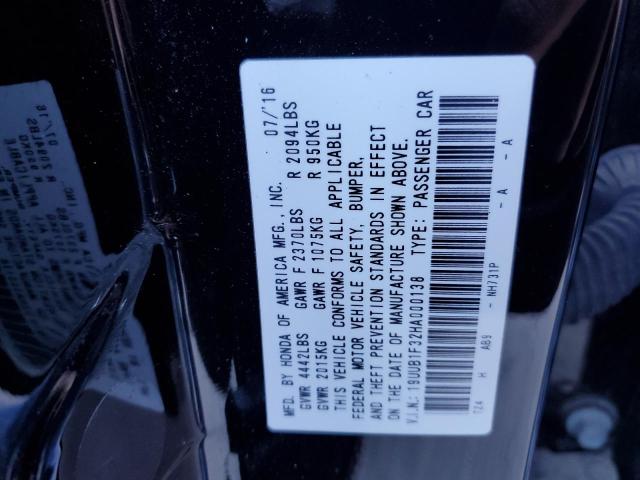 MFD. BY HONDA OF AMERICA MFG., INC. 07/'16
GVWR 4442LBS GAWR F 2370LBS R 2094LBS
GVWR 2015KG GAWR F 1075KG R 950KG
THIS VEHICLE CONFORMS TO ALL APPLICABLE
FEDERAL MOTOR VEHICLE SAFETY, BUMPER,
AND THEFT PREVENTION STANDARDS IN EFFECT
ON THE DATE OF MANUFACTURE SHOWN ABOVE.
V.I.N.: 19UUB1F32HA000138 TYPE: PASSENGER CAR
TZ4 H AB9 - NH731P - A - A